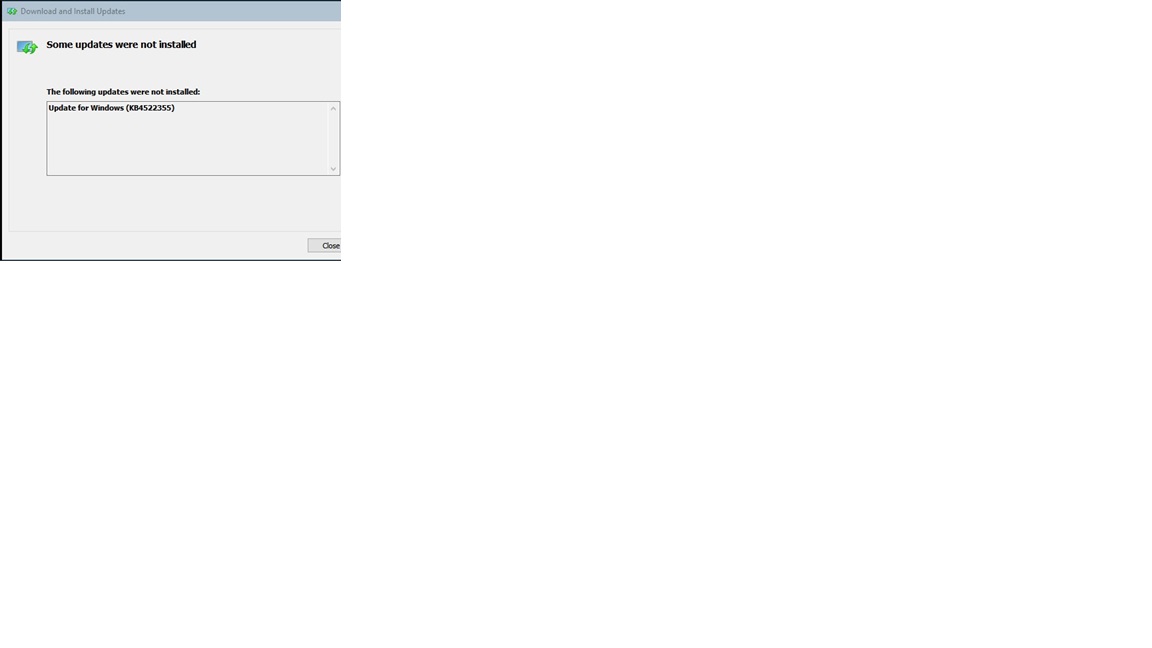 Download and Install Updates
Some updates were not installed
The following updates were not installed:
Update for Windows (KB4522355)
Close